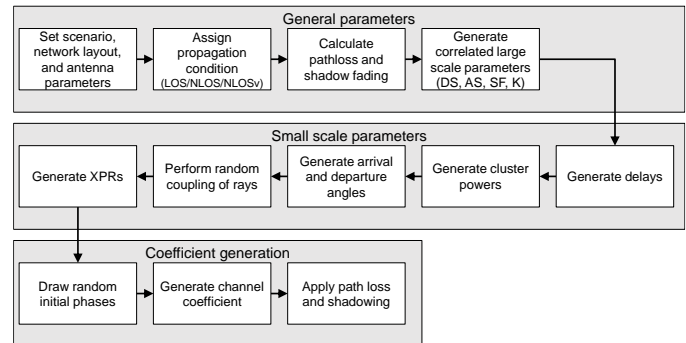 General parameters
Set scenario,
network layout,
and antenna
parameters
Assign
propagation
condition
(LOS/NLOS/NLOSv)
Calculate
pathloss and
shadow fading
Generate
correlated large
scale parameters
(DS, AS, SF, K)
Small scale parameters
Generate XPRs
Perform random
coupling of rays
Generate arrival
and departure
angles
Generate cluster
powers
Generate delays
Coefficient generation
Draw random
initial phases
Generate channel
coefficient
Apply path loss
and shadowing